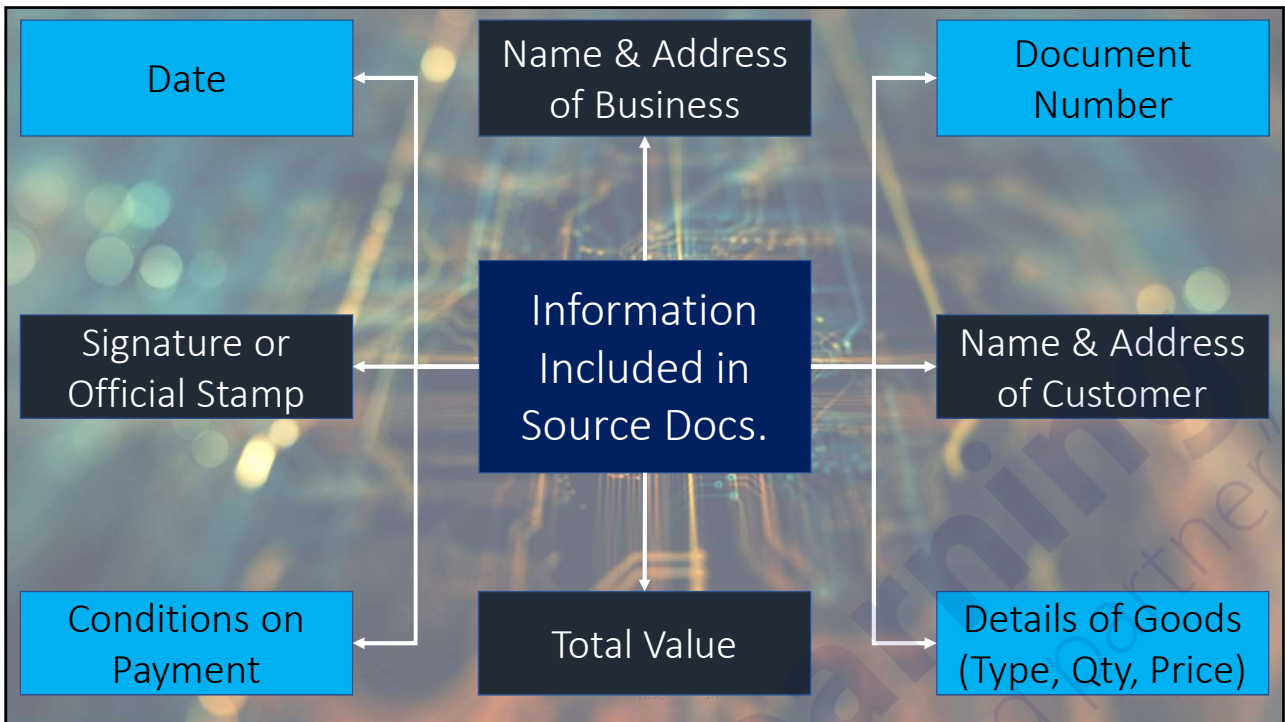 Date
Name & Address
of Business
Document
Number
Signature or
Official Stamp
Information
Included in
Source Docs.
Name & Address
of Customer
Conditions on
Payment
Total Value
Details of Goods
(Type, Qty, Price)